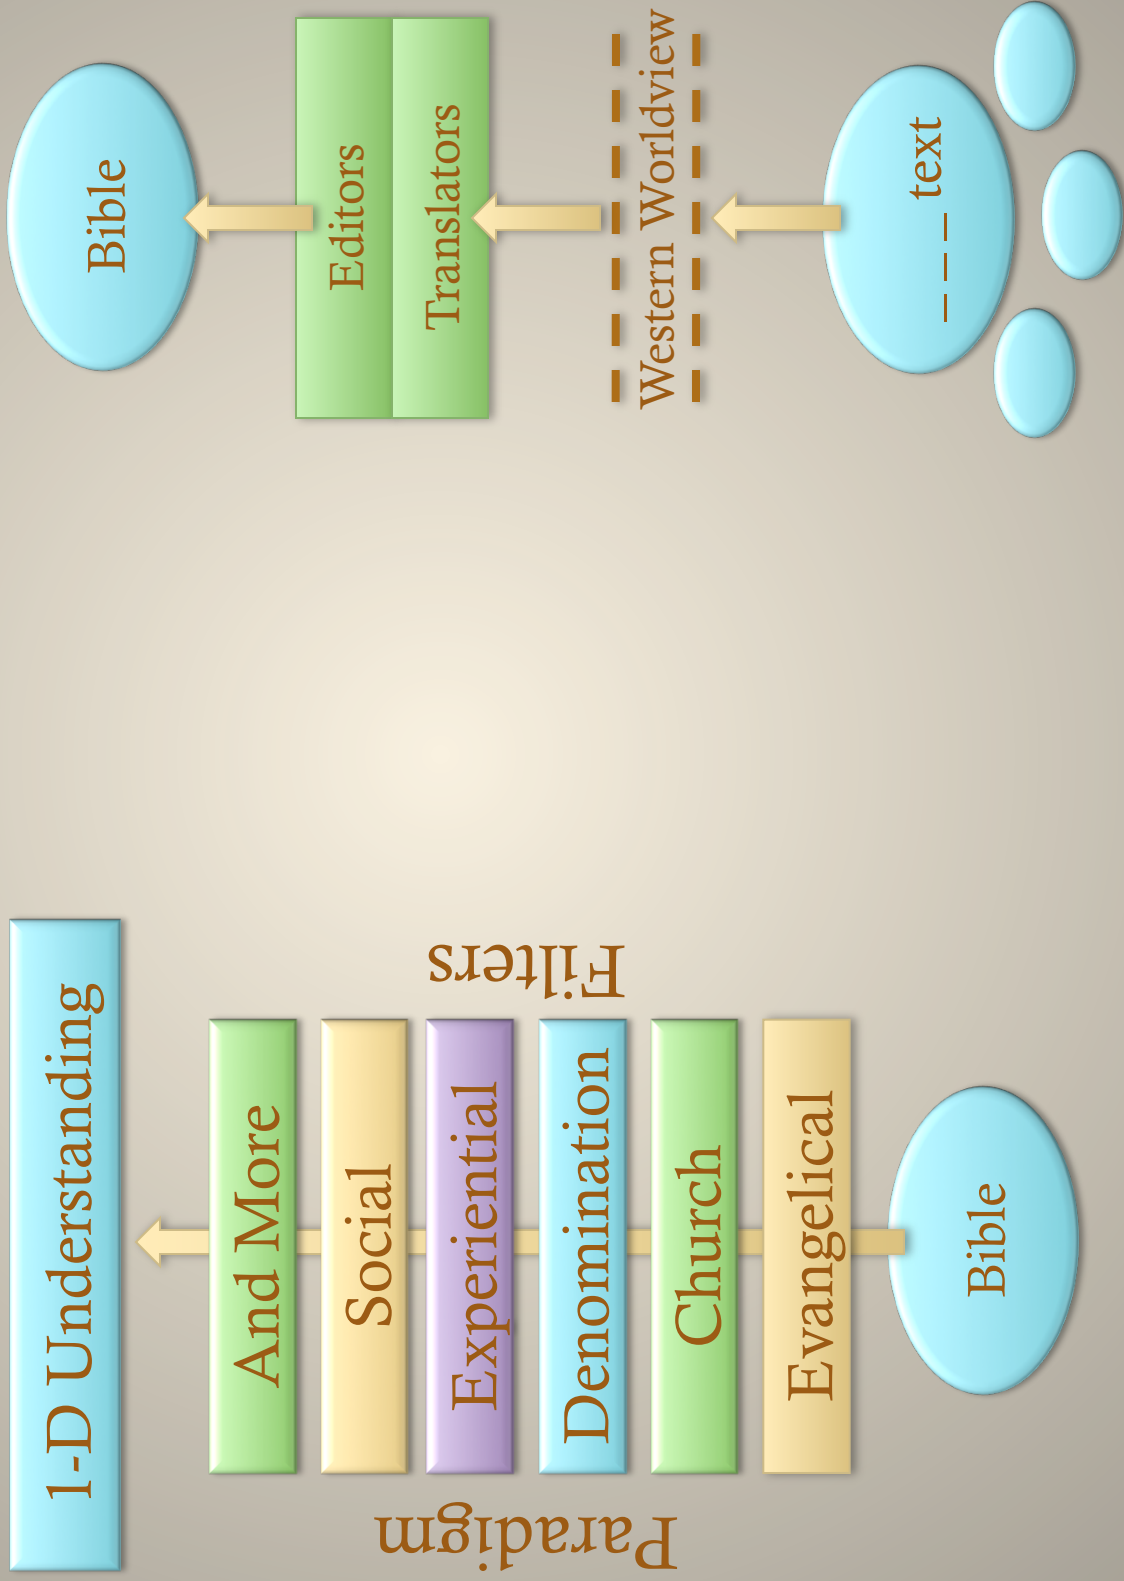 1-D Understanding
And More
Social
Experiential
Denomination
Church
Evangelical
Bible
Paradigm
Filters
Bible
Editors
Translators
Western Worldview
_ _ _ text